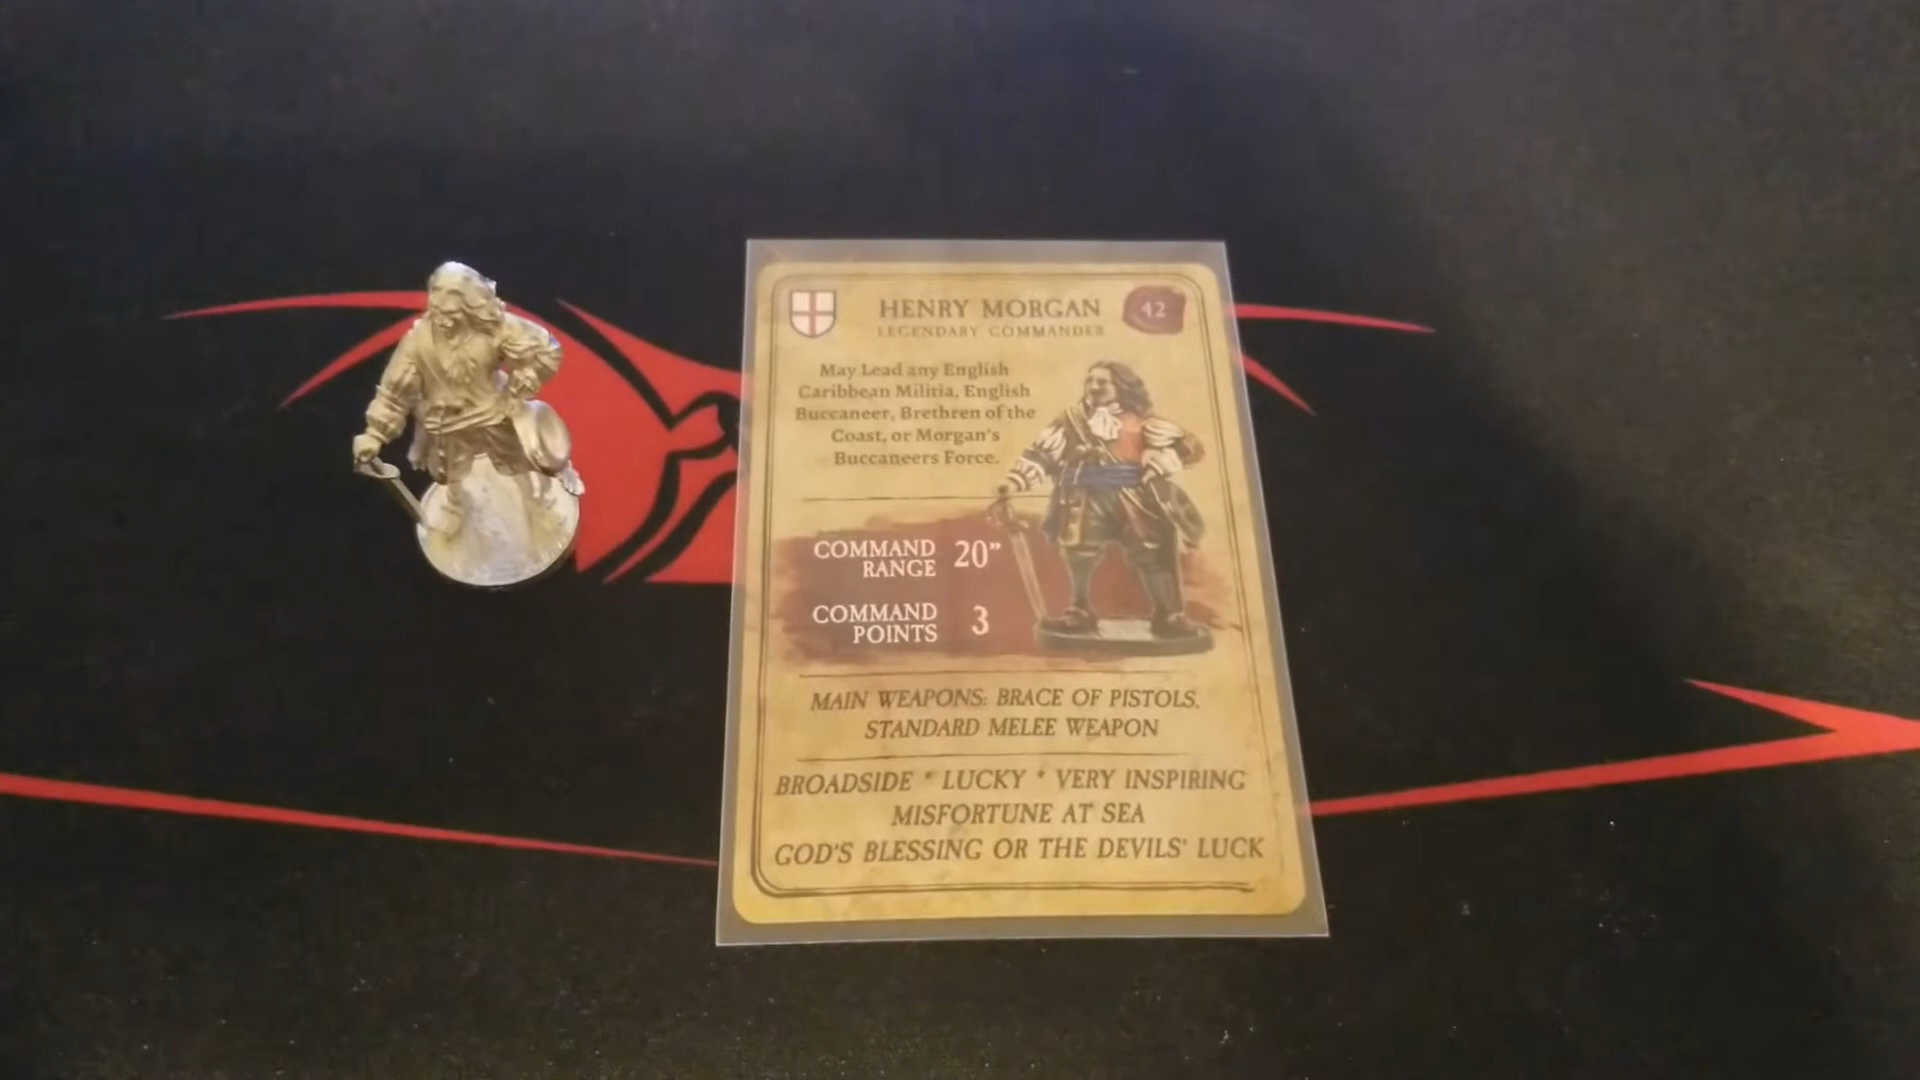 HENRY MORGAN
42
LEGENDARY COMMANDER
May Lead any English
Caribbean Militia, English
Buccaneer, Brethren of the
Coast, or Morgan's
Buccaneers Force.
COMMAND
RANGE 20"
COMMAND
POINTS 3
MAIN WEAPONS: BRACE OF PISTOLS,
STANDARD MELEE WEAPON
BROADSIDE * LUCKY * VERY INSPIRING
MISFORTUNE AT SEA
GOD'S BLESSING OR THE DEVILS' LUCK